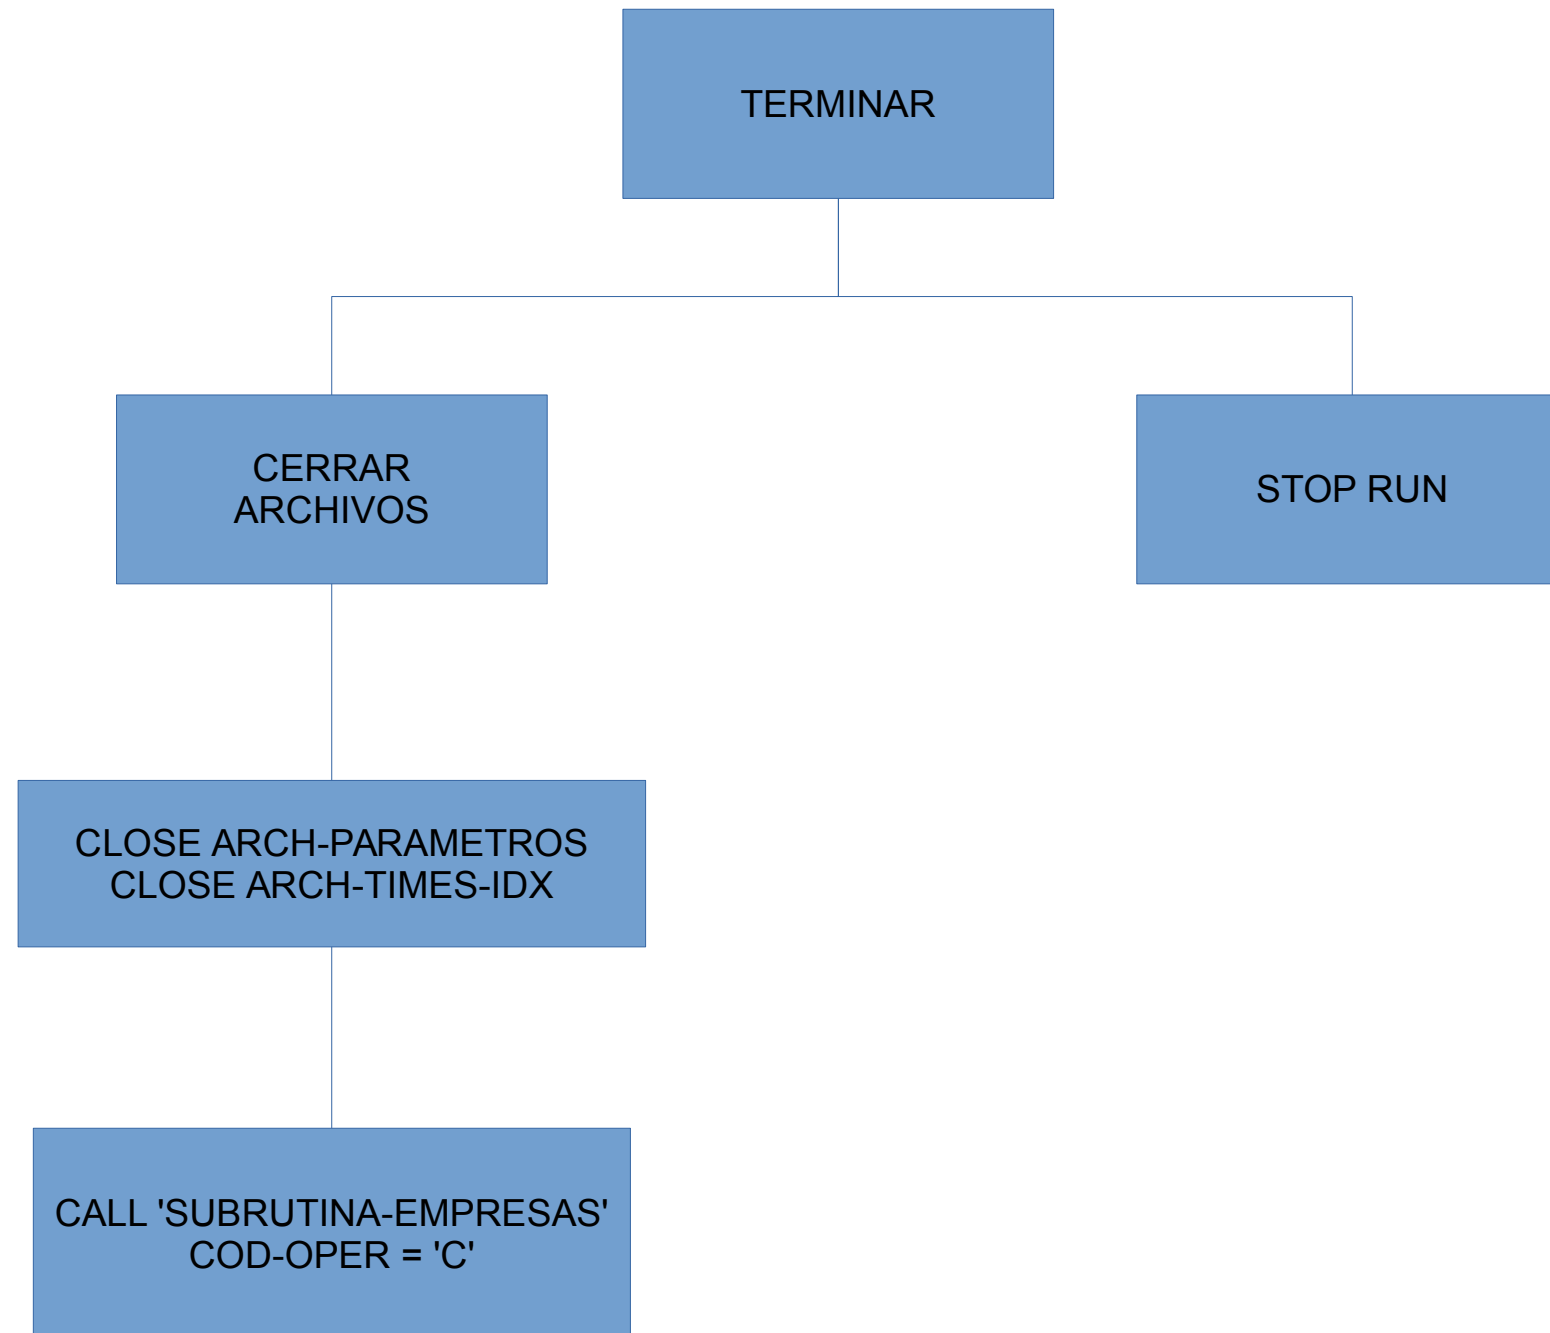 TERMINAR
CERRAR
ARCHIVOS
STOP RUN
CLOSE ARCH-PARAMETROS
CLOSE ARCH-TIMES-IDX
CALL 'SUBRUTINA-EMPRESAS'
COD-OPER = 'C'